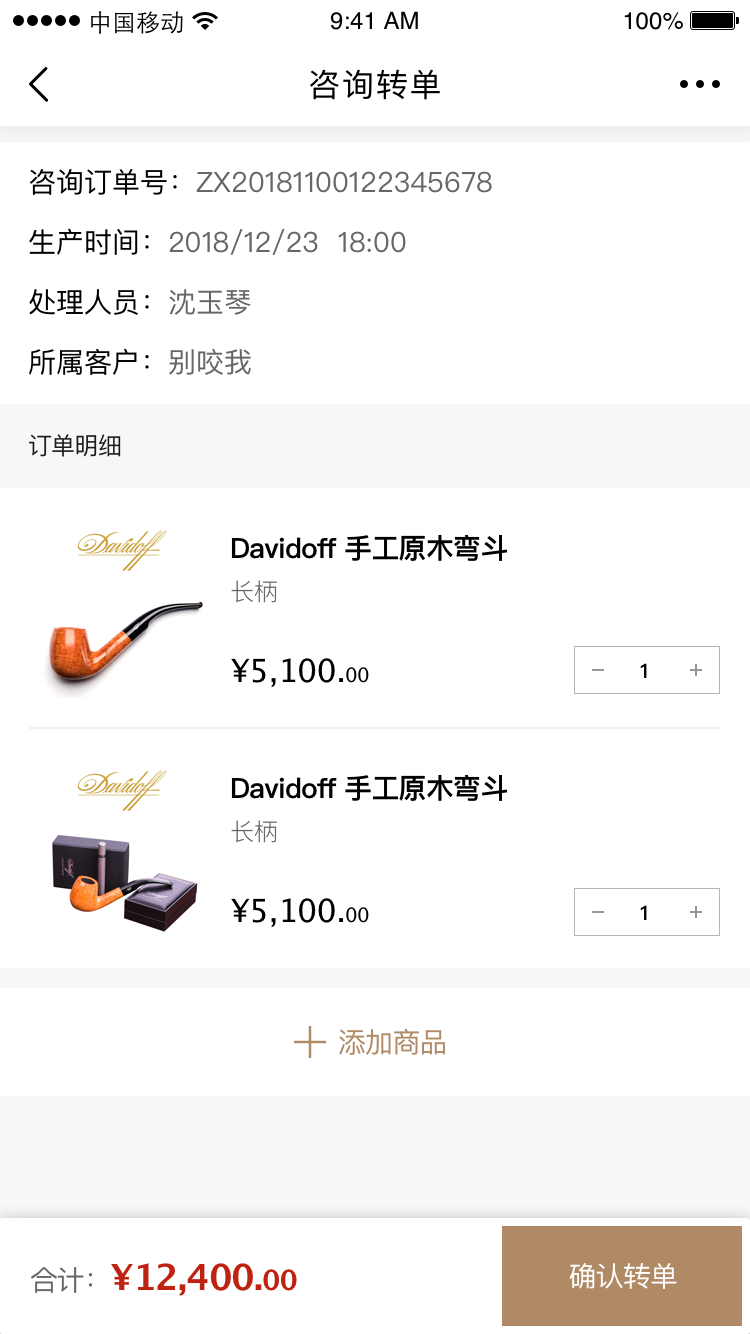 中国移动 9:41 AM 100%
咨询转单
咨询订单号：ZX20181100122345678
生产时间：2018/12/23 18:00
处理人员：沈玉琴
所属客户：别咬我
订单明细
Davidoff
Davidoff 手工原木弯斗
长柄
¥5,100.00
− 1 +
Davidoff
Davidoff 手工原木弯斗
长柄
¥5,100.00
− 1 +
+ 添加商品
合计：¥12,400.00
确认转单